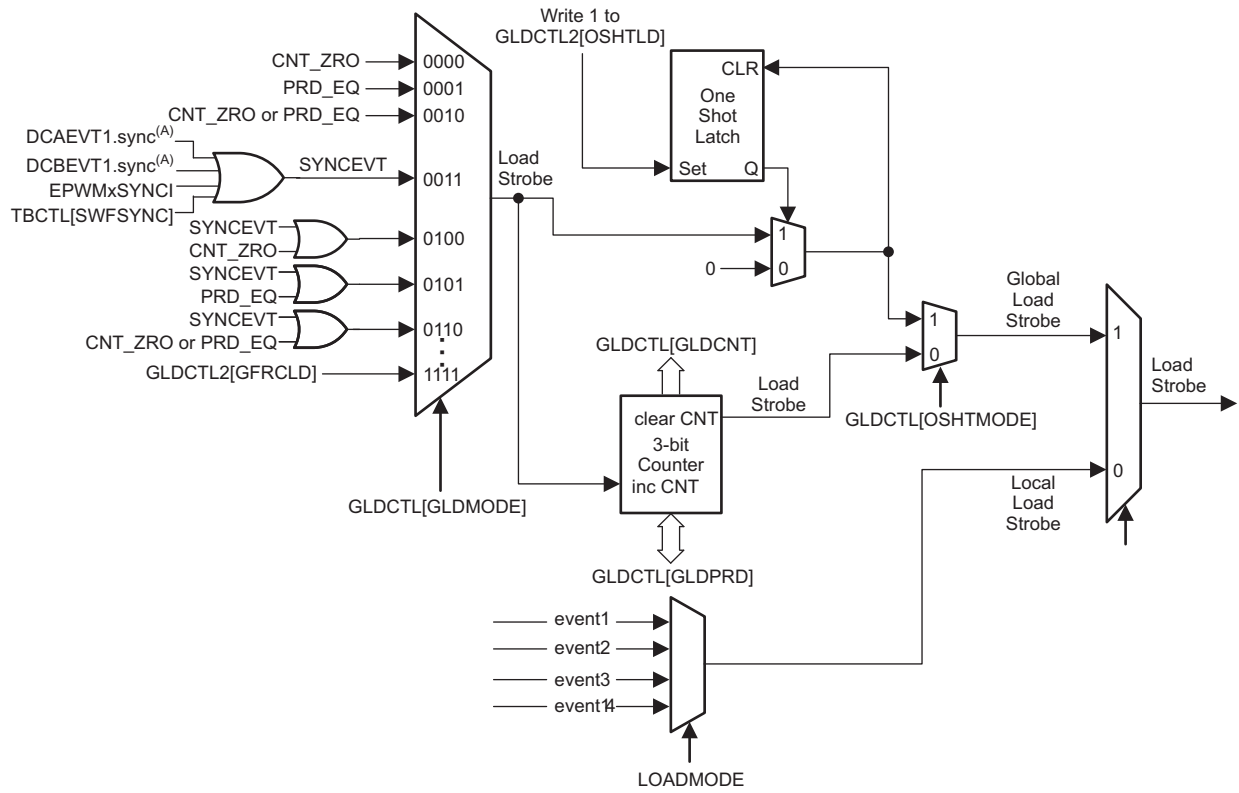 Write 1 to
GLDCTL2[OSHTLD]
CNT_ZRO
0000
PRD_EQ
0001
CNT_ZRO or PRD_EQ
0010
DCAEVT1.sync(A)
DCBEVT1.sync(A)
EPWMxSYNCI
TBCTL[SWFSYNC]
SYNCEVT
0011
SYNCEVT
CNT_ZRO
0100
SYNCEVT
PRD_EQ
0101
SYNCEVT
CNT_ZRO or PRD_EQ
0110
GLDCTL2[GFRCLD]
1111
GLDCTL[GLDMODE]
Load
Strobe
CLR
One
Shot
Latch
Set
Q
1
0
0
GLDCTL[GLDCNT]
clear CNT
3-bit
Counter
inc CNT
GLDCTL[GLDPRD]
Load
Strobe
1
0
GLDCTL[OSHTMODE]
Global
Load
Strobe
1
Local
Load
Strobe
0
Load
Strobe
event1
event2
event3
event14
LOADMODE